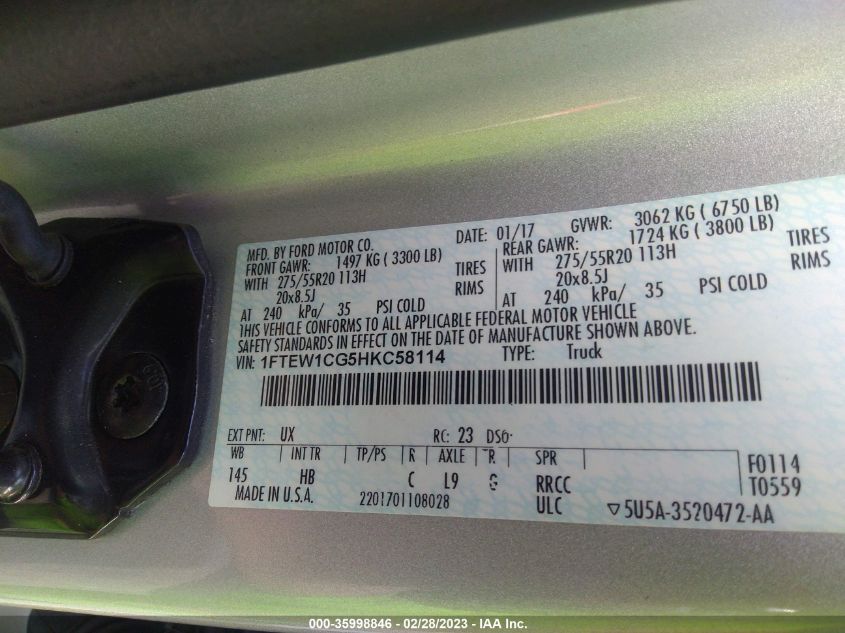 MFD. BY FORD MOTOR CO. DATE: 01/17 GVWR: 3062 KG ( 6750 LB)
FRONT GAWR: 1497 KG ( 3300 LB) REAR GAWR: 1724 KG ( 3800 LB)
WITH 275/55R20 113H TIRES WITH 275/55R20 113H TIRES
20x8.5J RIMS 20x8.5J RIMS
AT 240 kPa/ 35 PSI COLD AT 240 kPa/ 35 PSI COLD
THIS VEHICLE CONFORMS TO ALL APPLICABLE FEDERAL MOTOR VEHICLE
SAFETY STANDARDS IN EFFECT ON THE DATE OF MANUFACTURE SHOWN ABOVE.
VIN: 1FTEW1CG5HKC58114 TYPE: Truck
EXT PNT: UX RC: 23 DSO:
WB INT TR TP/PS R AXLE TR SPR F0114
145 HB C L9 G RRCC T0559
MADE IN U.S.A. 2201701108028 ULC ▽5U5A-3520472-AA
000-35998846 - 02/28/2023 - IAA Inc.